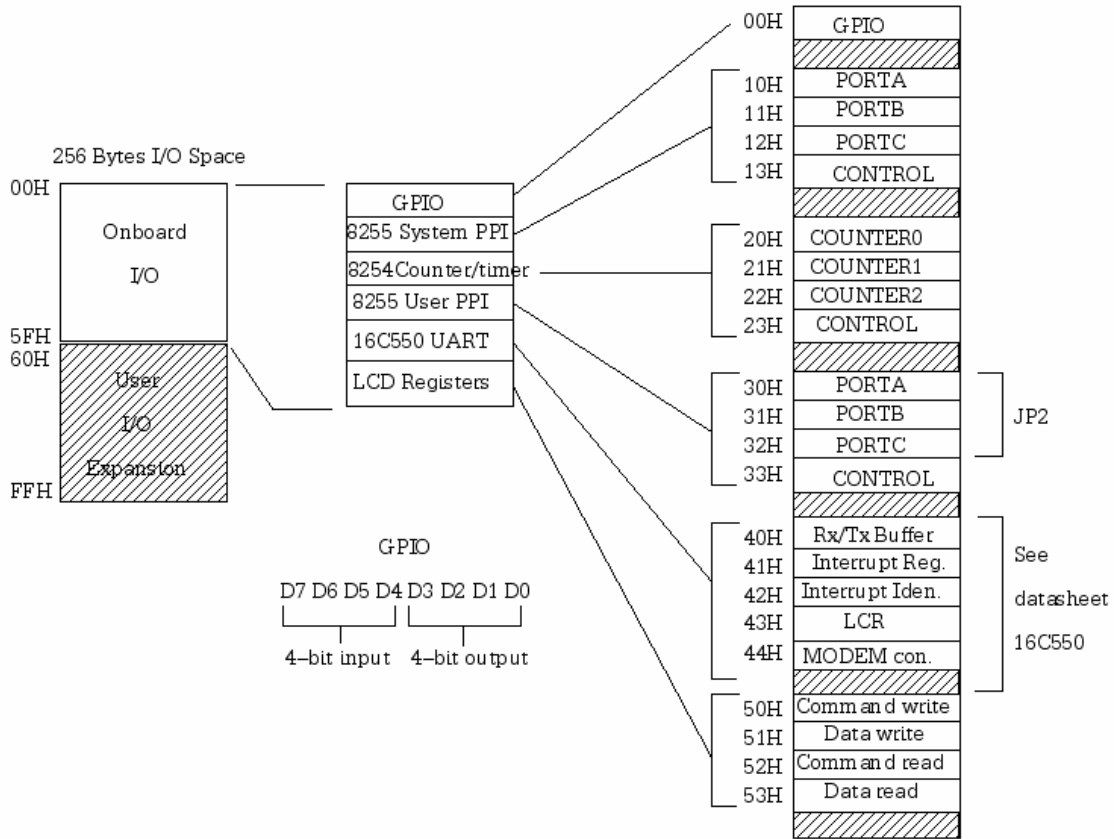 256 Bytes I/O Space
00H
Onboard
I/O
5FH
60H
User
I/O
Expansion
FFH
GPIO
8255 System PPI
8254Counter/timer
8255 User PPI
16C550 UART
LCD Registers
GPIO
D7 D6 D5 D4 D3 D2 D1 D0
4-bit input 4-bit output
00H GPIO
10H PORTA
11H PORTB
12H PORTC
13H CONTROL
20H COUNTER0
21H COUNTER1
22H COUNTER2
23H CONTROL
30H PORTA
31H PORTB
32H PORTC
33H CONTROL
JP2
40H Rx/Tx Buffer
41H Interrupt Reg.
42H Interrupt Iden.
43H LCR
44H MODEM con.
See
datasheet
16C550
50H Command write
51H Data write
52H Command read
53H Data read